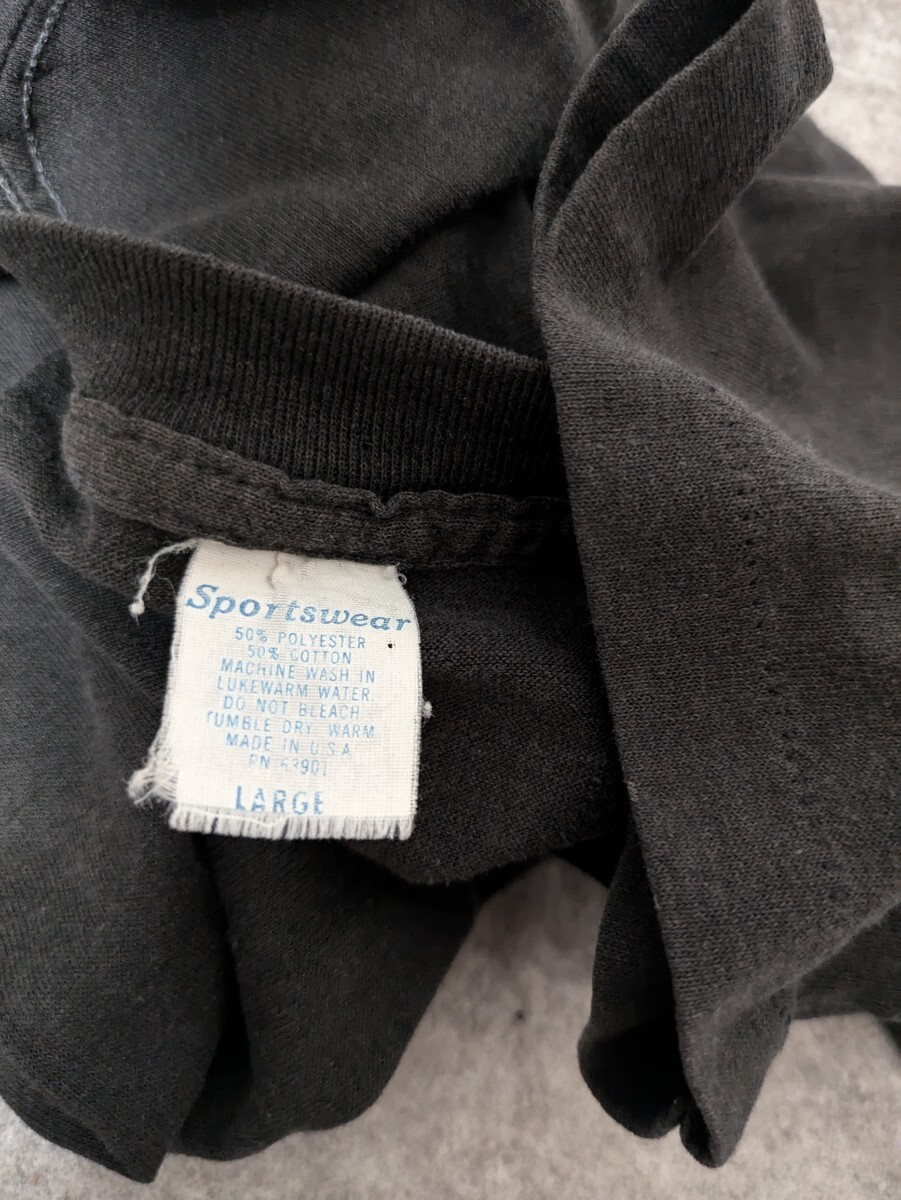 Sportswear
50% POLYESTER
50% COTTON
MACHINE WASH IN
LUKEWARM WATER
DO NOT BLEACH
TUMBLE DRY, WARM
MADE IN U.S.A
RN 63901
LARGE